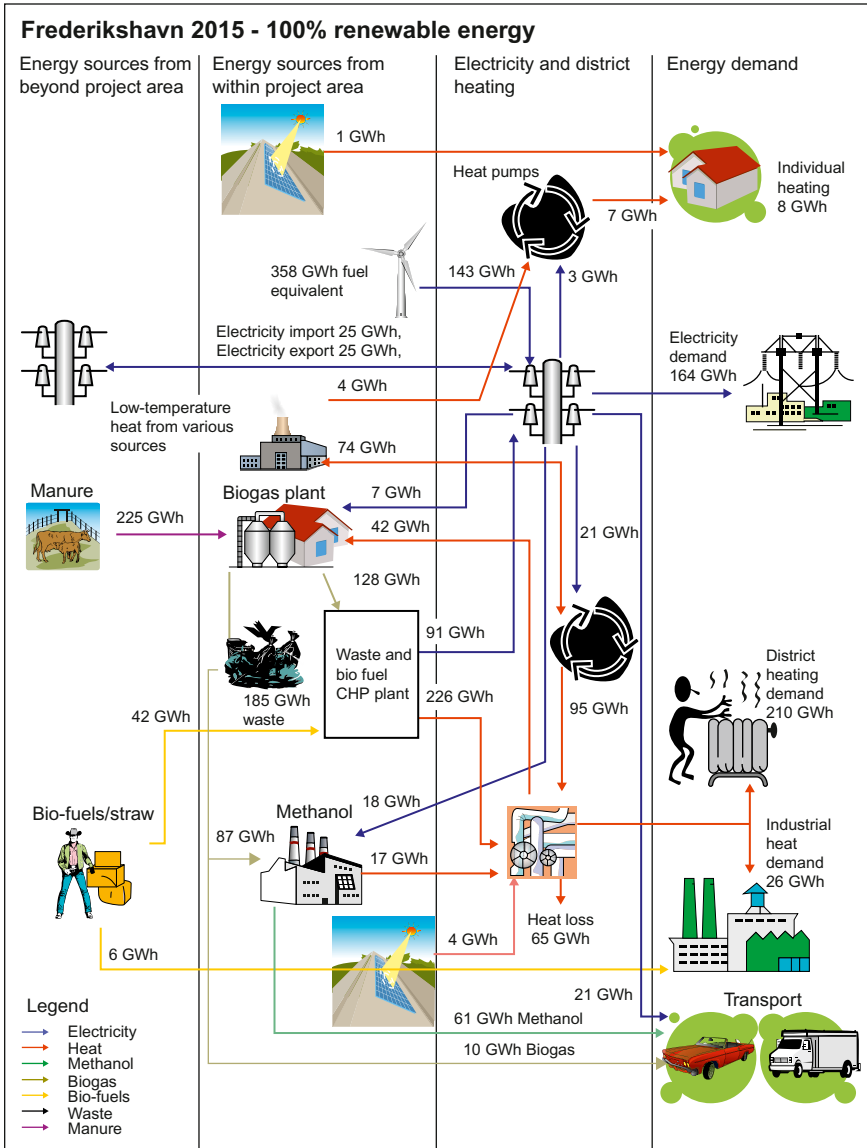 Frederikshavn 2015 - 100% renewable energy
Energy sources from
beyond project area
Energy sources from
within project area
Electricity and district
heating
Energy demand
1 GWh
Heat pumps
Individual
heating
8 GWh
7 GWh
358 GWh fuel
equivalent
143 GWh
3 GWh
Electricity import 25 GWh,
Electricity export 25 GWh,
Electricity
demand
164 GWh
4 GWh
Low-temperature
heat from various
sources
74 GWh
Manure
Biogas plant
7 GWh
225 GWh
42 GWh
21 GWh
128 GWh
Waste and
bio fuel
CHP plant
91 GWh
226 GWh
185 GWh
waste
95 GWh
District
heating
demand
210 GWh
42 GWh
Bio-fuels/straw
Methanol
18 GWh
87 GWh
17 GWh
Industrial
heat
demand
26 GWh
Heat loss
65 GWh
4 GWh
6 GWh
21 GWh
Transport
61 GWh Methanol
10 GWh Biogas
Legend
Electricity
Heat
Methanol
Biogas
Bio-fuels
Waste
Manure